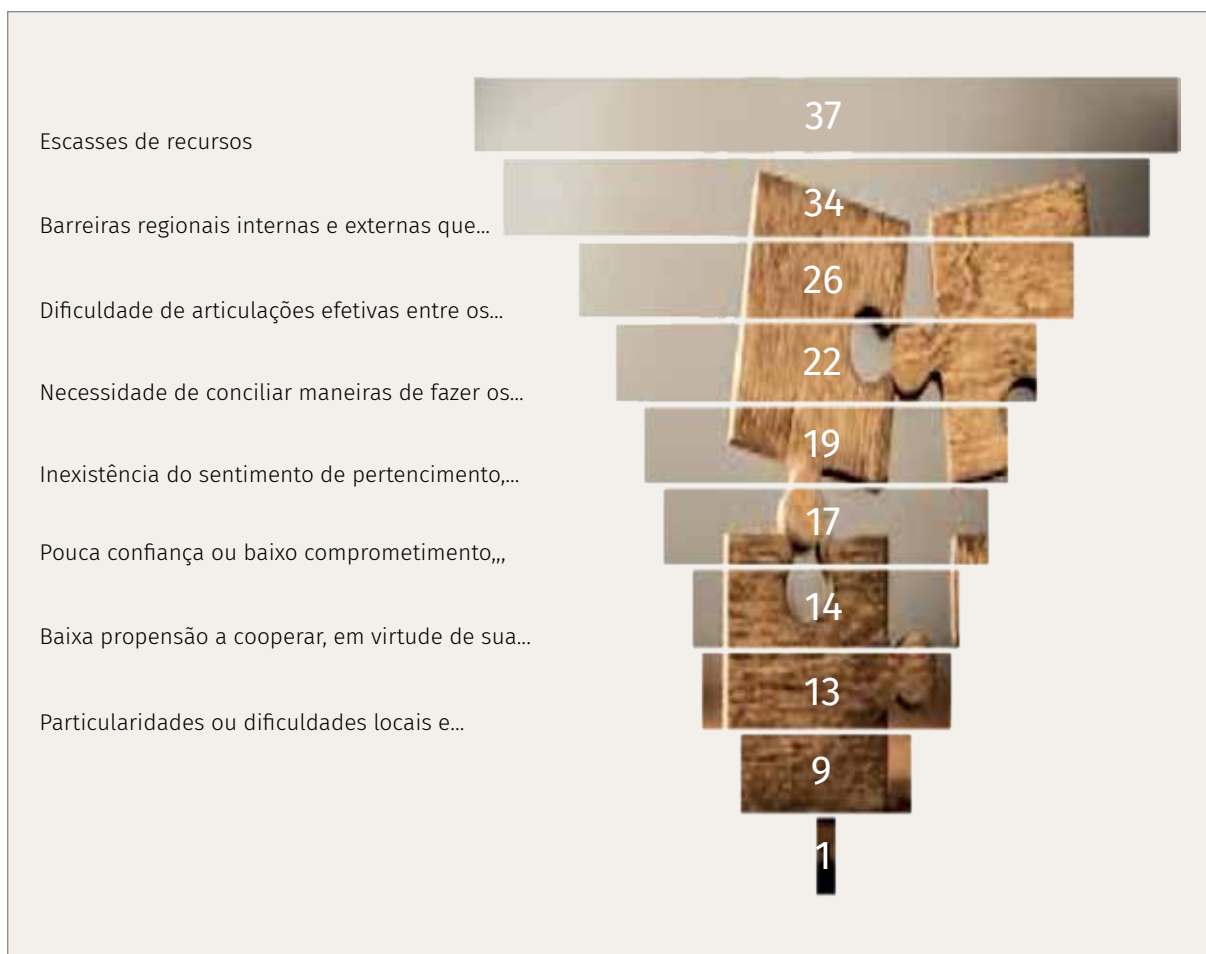 37
Escasses de recursos
34
Barreiras regionais internas e externas que...
26
Dificuldade de articulações efetivas entre os...
22
Necessidade de conciliar maneiras de fazer os...
19
Inexistência do sentimento de pertencimento,...
17
Pouca confiança ou baixo comprometimento,,,
14
Baixa propensão a cooperar, em virtude de sua...
13
Particularidades ou dificuldades locais e...
9
1